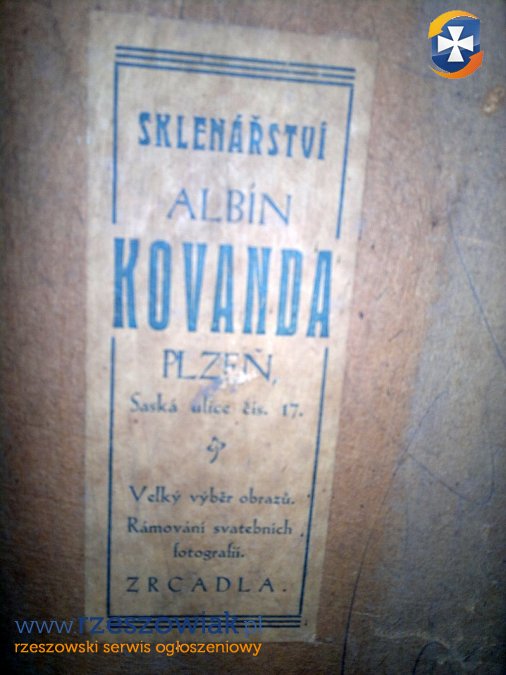 SKLENÁŘSTVÍ
ALBÍN
KOVANDA
PLZEŇ,
Saská ulice čís. 17.
Velký výběr obrazů.
Rámování svatebních
fotografií.
ZRCADLA.
www.rzeszowiak.pl
rzeszowski serwis ogłoszeniowy